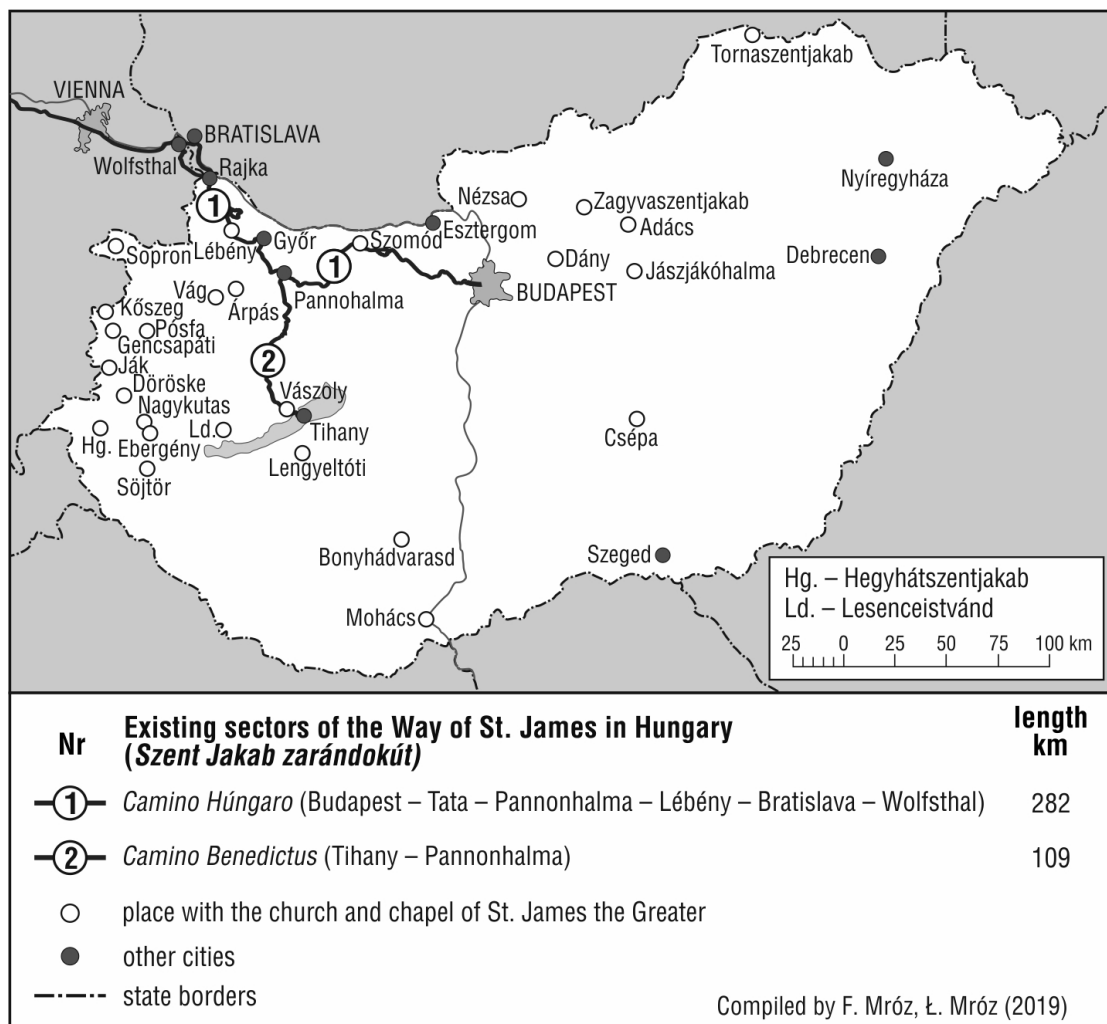 Tornaszentjakab
VIENNA
BRATISLAVA
Wolfsthal
Rajka
Nyíregyháza
Nézsa
Zagyvaszentjakab
1
Adács
Esztergom
Lébény
Győr
Szomód
Sopron
Debrecen
Dány
1
Jászjákóhalma
Vág
Pannohalma
BUDAPEST
Árpás
Kőszeg
Pósfa
Gencsapáti
2
Ják
Döröske
Vászoly
Nagykutas
Ld.
Tihany
Hg.
Ebergény
Csépa
Lengyeltóti
Söjtör
Bonyhádvarasd
Szeged
Mohács
Hg. – Hegyhátszentjakab
Ld. – Lesenceistvánd
25 0 25 50 75 100 km
Nr Existing sectors of the Way of St. James in Hungary length
(Szent Jakab zarándokút) km
1 Camino Húngaro (Budapest – Tata – Pannonhalma – Lébény – Bratislava – Wolfsthal) 282
2 Camino Benedictus (Tihany – Pannonhalma) 109
place with the church and chapel of St. James the Greater
other cities
state borders
Compiled by F. Mróz, Ł. Mróz (2019)